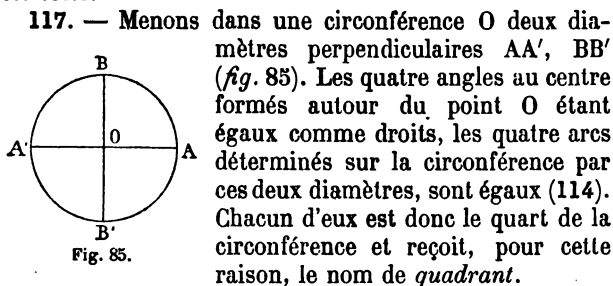 117. — Menons dans une circonférence O deux dia-
mètres perpendiculaires AA′, BB′
(fig. 85). Les quatre angles au centre
formés autour du point O étant
égaux comme droits, les quatre arcs
déterminés sur la circonférence par
ces deux diamètres, sont égaux (114).
Chacun d'eux est donc le quart de la
circonférence et reçoit, pour cette
raison, le nom de quadrant.
B
A′
O
A
B′
Fig. 85.